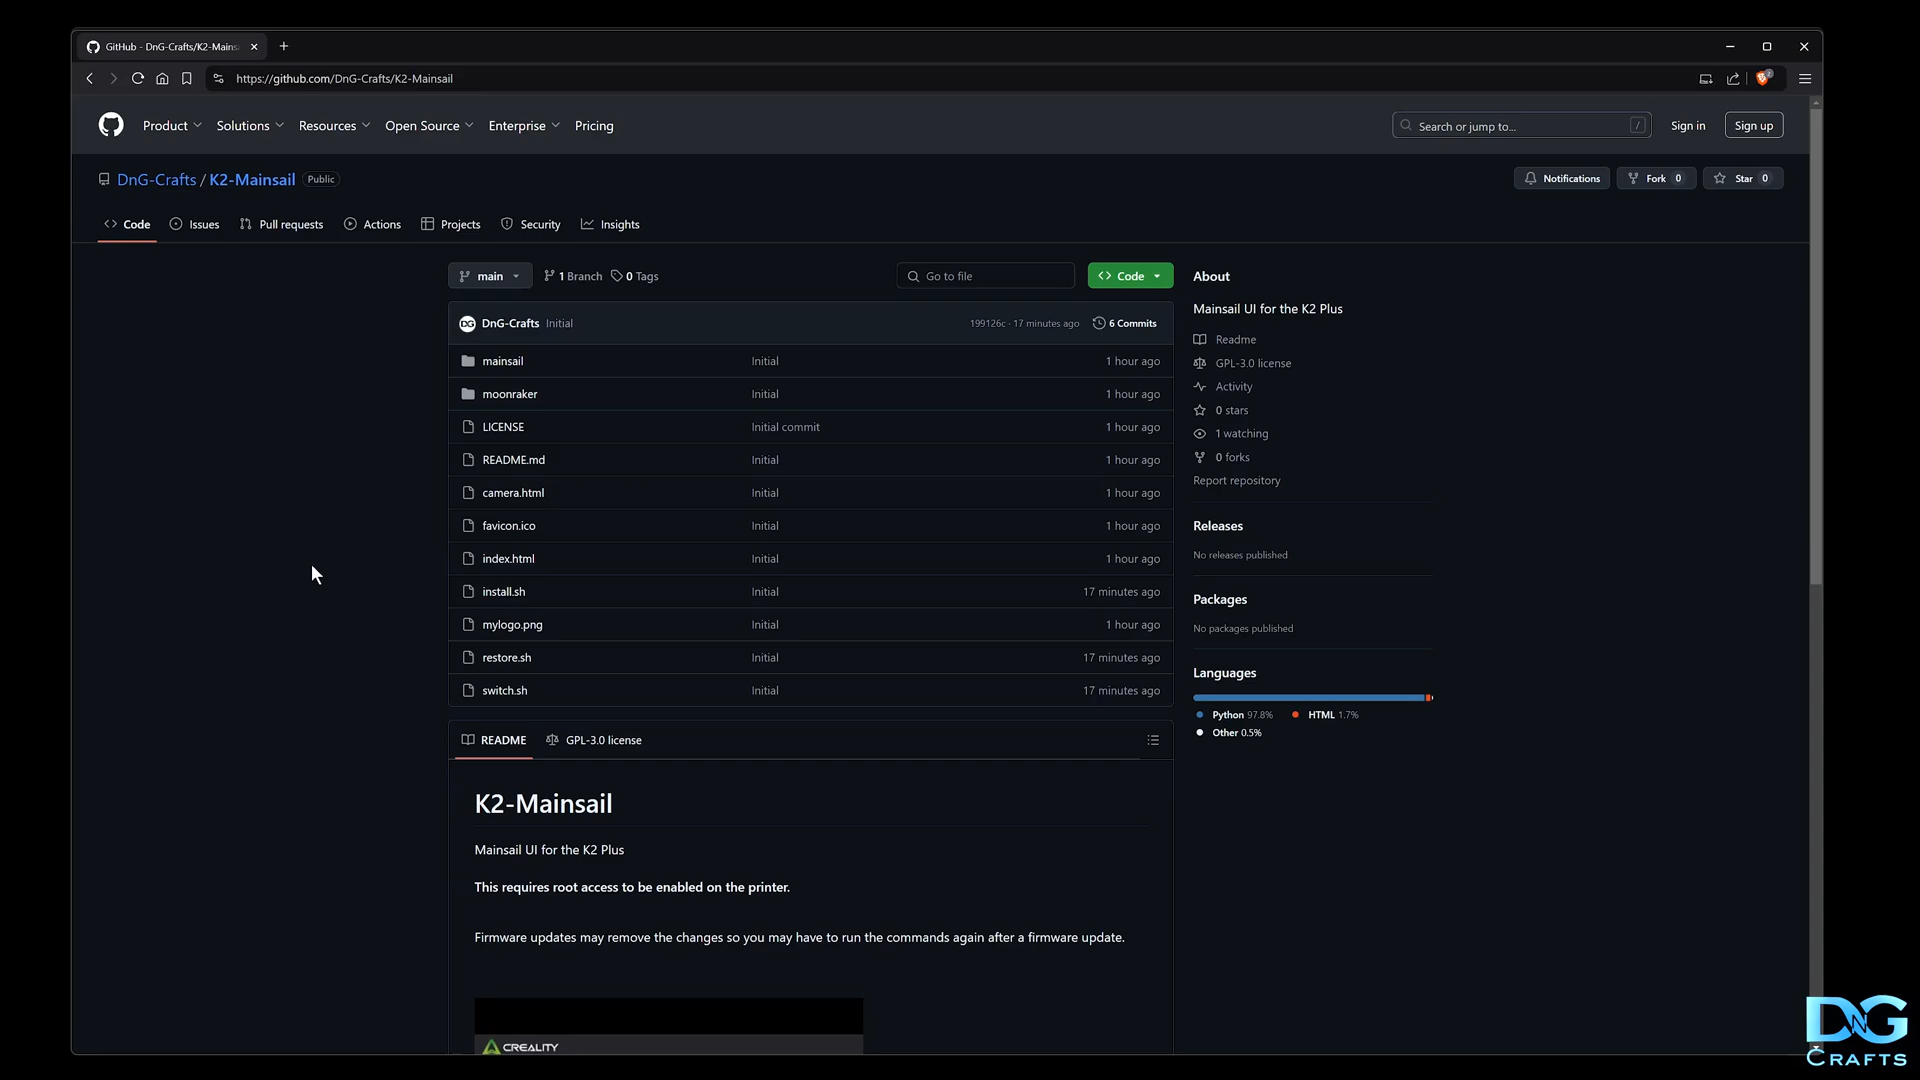 GitHub - DnG-Crafts/K2-Mains
https://github.com/DnG-Crafts/K2-Mainsail
2
Product
Solutions
Resources
Open Source
Enterprise
Pricing
Search or jump to...
/
Sign in
Sign up
DnG-Crafts / K2-Mainsail
Public
Notifications
Fork 0
Star 0
Code
Issues
Pull requests
Actions
Projects
Security
Insights
main
1 Branch
0 Tags
Go to file
Code
DG
DnG-Crafts Initial
199126c · 17 minutes ago
6 Commits
mainsail Initial 1 hour ago
moonraker Initial 1 hour ago
LICENSE Initial commit 1 hour ago
README.md Initial 1 hour ago
camera.html Initial 1 hour ago
favicon.ico Initial 1 hour ago
index.html Initial 1 hour ago
install.sh Initial 17 minutes ago
mylogo.png Initial 1 hour ago
restore.sh Initial 17 minutes ago
switch.sh Initial 17 minutes ago
README
GPL-3.0 license
K2-Mainsail
Mainsail UI for the K2 Plus
This requires root access to be enabled on the printer.
Firmware updates may remove the changes so you may have to run the commands again after a firmware update.
CREALITY
About
Mainsail UI for the K2 Plus
Readme
GPL-3.0 license
Activity
0 stars
1 watching
0 forks
Report repository
Releases
No releases published
Packages
No packages published
Languages
Python 97.8%
HTML 1.7%
Other 0.5%
DNG
CRAFTS